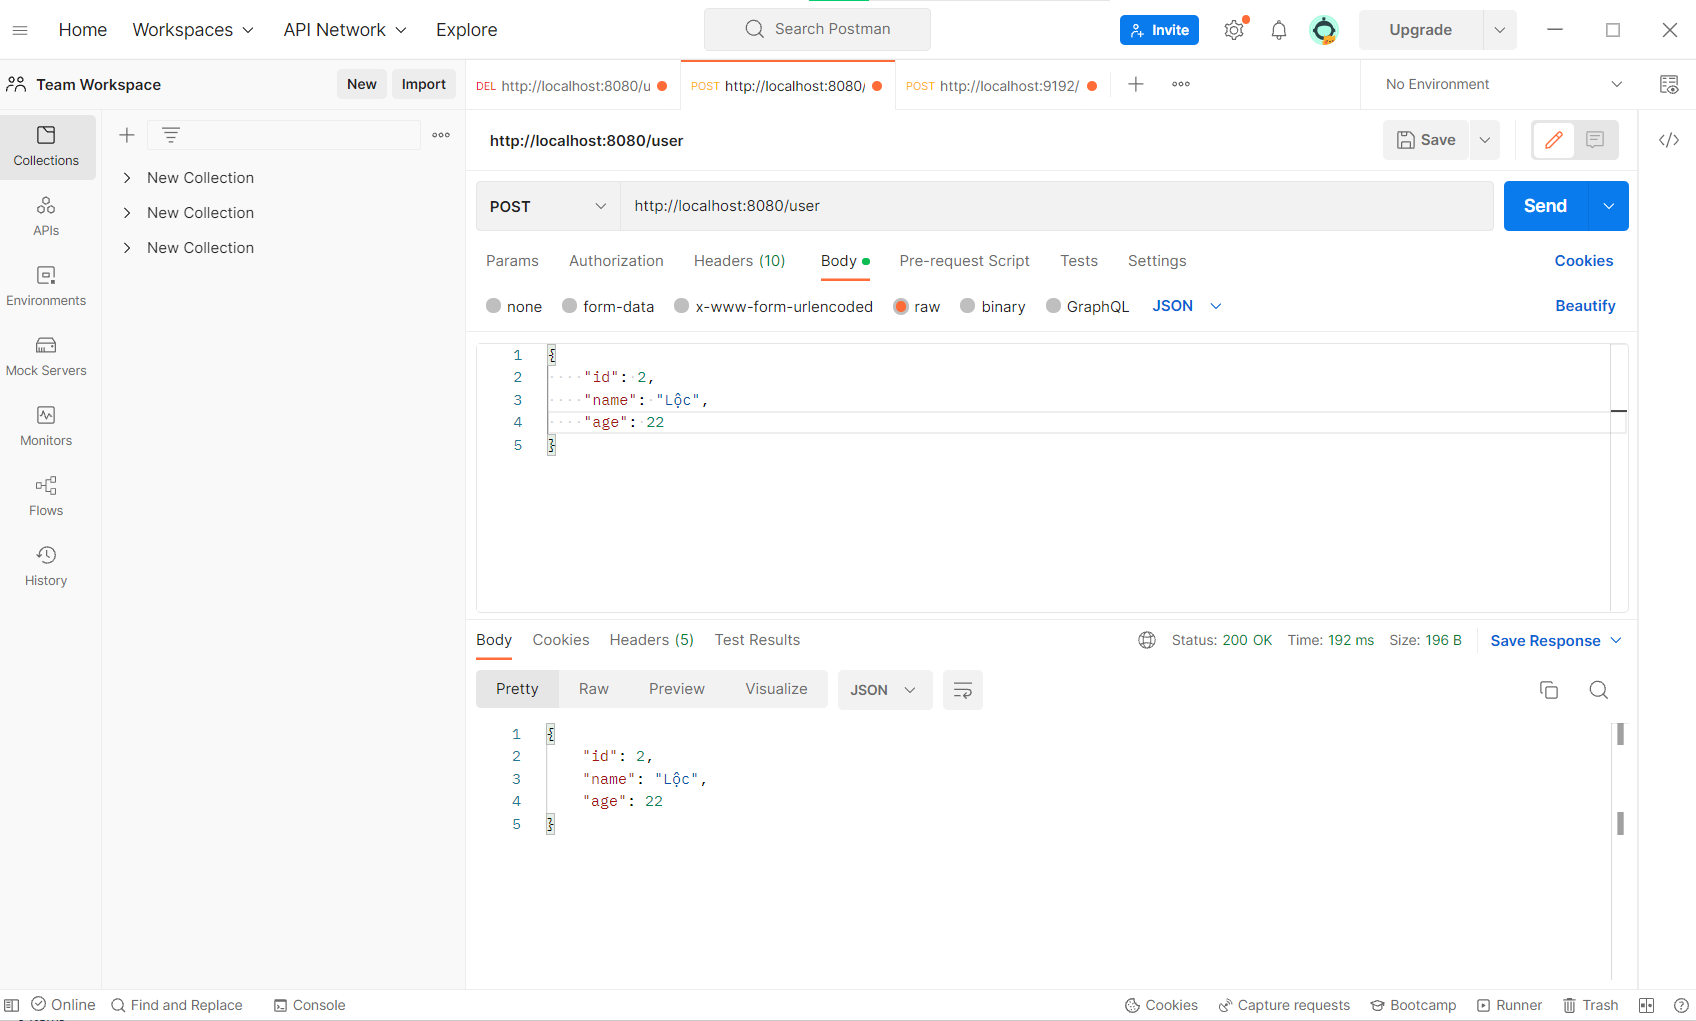 Home Workspaces API Network Explore Search Postman Invite Upgrade
Team Workspace New Import DEL http://localhost:8080/u POST http://localhost:8080/ POST http://localhost:9192/ No Environment
http://localhost:8080/user Save
Collections
New Collection
New Collection
New Collection
APIs
Environments
Mock Servers
Monitors
Flows
History
POST http://localhost:8080/user Send
Params Authorization Headers (10) Body Pre-request Script Tests Settings Cookies
none form-data x-www-form-urlencoded raw binary GraphQL JSON Beautify
1 {
2 ····"id":·2,
3 ····"name":·"Lộc",
4 ····"age":·22
5 }
Body Cookies Headers (5) Test Results Status: 200 OK Time: 192 ms Size: 196 B Save Response
Pretty Raw Preview Visualize JSON
1 {
2 "id": 2,
3 "name": "Lộc",
4 "age": 22
5 }
Online Find and Replace Console Cookies Capture requests Bootcamp Runner Trash